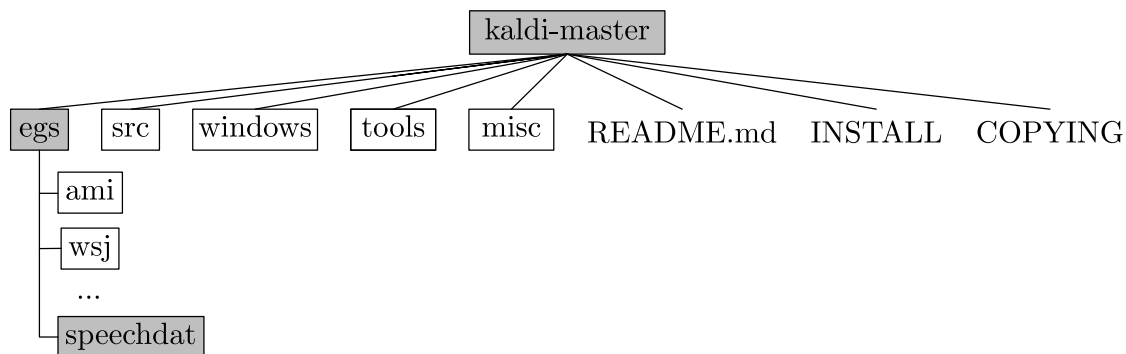 kaldi-master
egs src windows tools misc README.md INSTALL COPYING
ami
wsj
...
speechdat